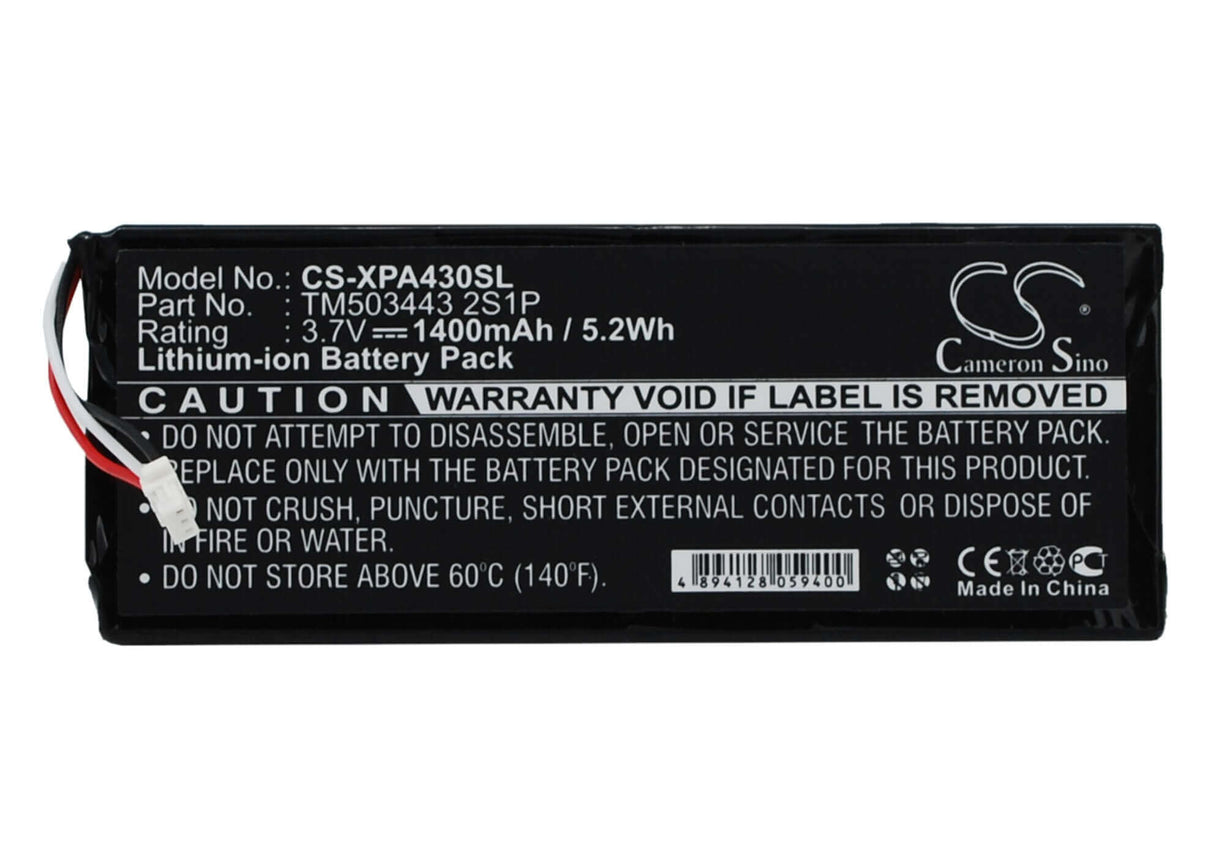 Model No.: CS-XPA430SL
Part No. : TM503443 2S1P
Rating : 3.7V 1400mAh / 5.2Wh
Lithium-ion Battery Pack
CS
®
Cameron Sino
CAUTION WARRANTY VOID IF LABEL IS REMOVED
• DO NOT ATTEMPT TO DISASSEMBLE, OPEN OR SERVICE THE BATTERY PACK.
REPLACE ONLY WITH THE BATTERY PACK DESIGNATED FOR THIS PRODUCT.
• DO NOT CRUSH, PUNCTURE, SHORT EXTERNAL CONTACTS OR DISPOSE OF
IN FIRE OR WATER.
• DO NOT STORE ABOVE 60°C (140°F).
4 894128 059400
CE PCT
Made In China